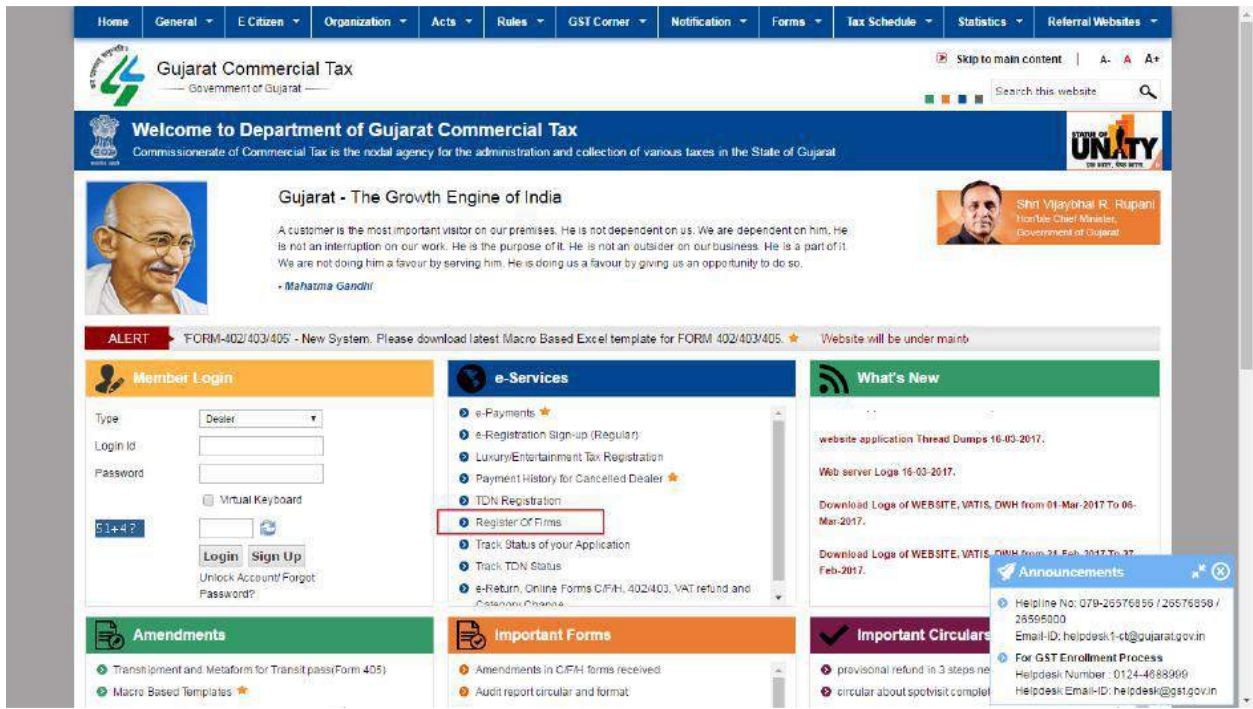 Home General E Citizen Organization Acts Rules GST Corner Notification Forms Tax Schedule Statistics Referral Websites
Skip to main content | A- A A+
Gujarat Commercial Tax
Government of Gujarat
Search this website
Welcome to Department of Gujarat Commercial Tax
Commissionerate of Commercial Tax is the nodal agency for the administration and collection of various taxes in the State of Gujarat
STATUE OF
UNITY
Gujarat - The Growth Engine of India
A customer is the most important visitor on our premises. He is not dependent on us. We are dependent on him. He
is not an interruption on our work. He is the purpose of it. He is not an outsider on our business. He is a part of it.
We are not doing him a favour by serving him. He is doing us a favour by giving us an opportunity to do so.
- Mahatma Gandhi
Shri Vijaybhai R. Rupani
Hon'ble Chief Minister,
Government of Gujarat
ALERT 'FORM-402/403/405' - New System. Please download latest Macro Based Excel template for FORM 402/403/405. Website will be under maint
Member Login
Type Dealer
Login Id
Password
Virtual Keyboard
51+4?
Login Sign Up
Unlock Account/ Forgot
Password?
e-Services
e-Payments
e-Registration Sign-up (Regular)
Luxury/Entertainment Tax Registration
Payment History for Cancelled Dealer
TDN Registration
Register Of Firms
Track Status of your Application
Track TDN Status
e-Return, Online Forms C/F/H, 402/403, VAT refund and
Category Change
What's New
website application Thread Dumps 16-03-2017.
Web server Logs 16-03-2017.
Download Logs of WEBSITE, VATIS, DWH from 01-Mar-2017 To 06-
Mar-2017.
Download Logs of WEBSITE, VATIS, DWH from 21-Feb-2017 To 27-
Feb-2017.
Announcements
Helpline No: 079-26576856 / 26576858 /
26595000
Email-ID: helpdesk1-ct@gujarat.gov.in
For GST Enrollment Process
Helpdesk Number : 0124-4688999
Helpdesk Email-ID: helpdesk@gst.gov.in
Amendments
Transhipment and Metaform for Transit pass(Form 405)
Macro Based Templates
Important Forms
Amendments in C/F/H forms received
Audit report circular and format
Important Circulars
provisonal refund in 3 steps ne
circular about spotvisit complet